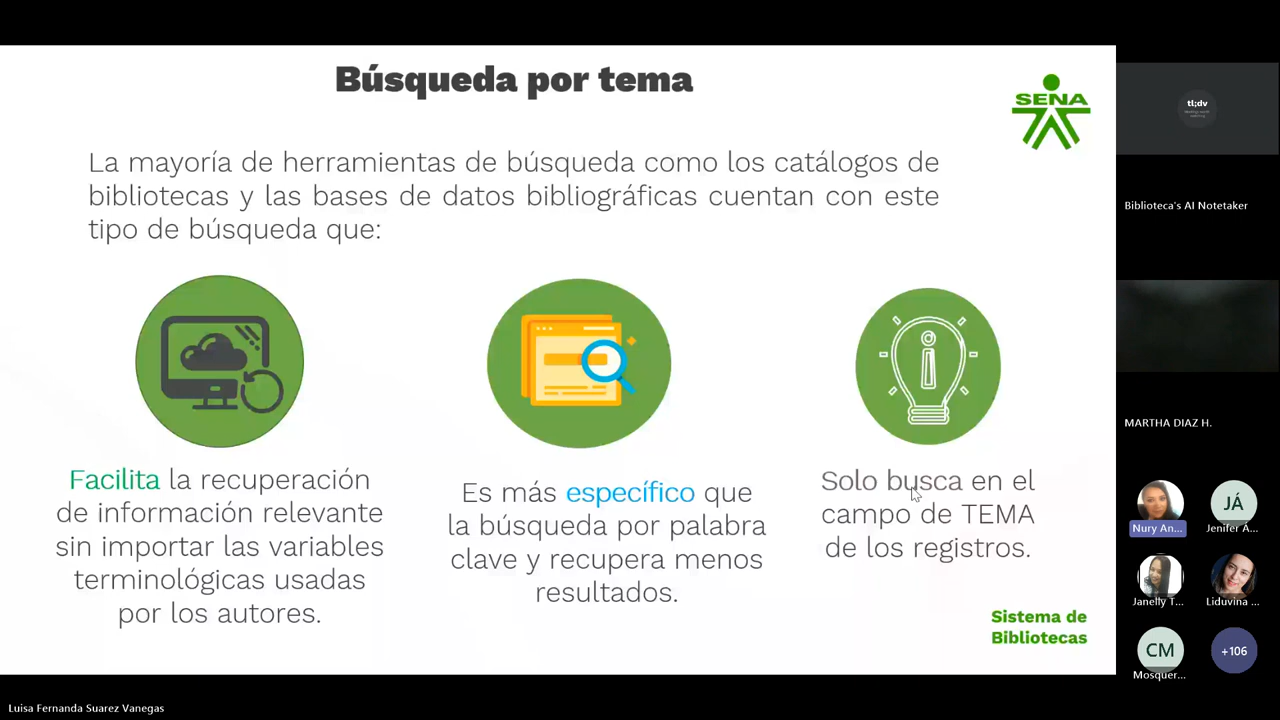 Búsqueda por tema
SENA
La mayoría de herramientas de búsqueda como los catálogos de
bibliotecas y las bases de datos bibliográficas cuentan con este
tipo de búsqueda que:
Facilita la recuperación
de información relevante
sin importar las variables
terminológicas usadas
por los autores.
Es más específico que
la búsqueda por palabra
clave y recupera menos
resultados.
Solo busca en el
campo de TEMA
de los registros.
Sistema de
Bibliotecas
tl;dv
Biblioteca's AI Notetaker
MARTHA DIAZ H.
Nury An...
JÁ
Jenifer A...
Janelly T...
Liduvina ...
CM
Mosquer...
+106
Luisa Fernanda Suarez Vanegas